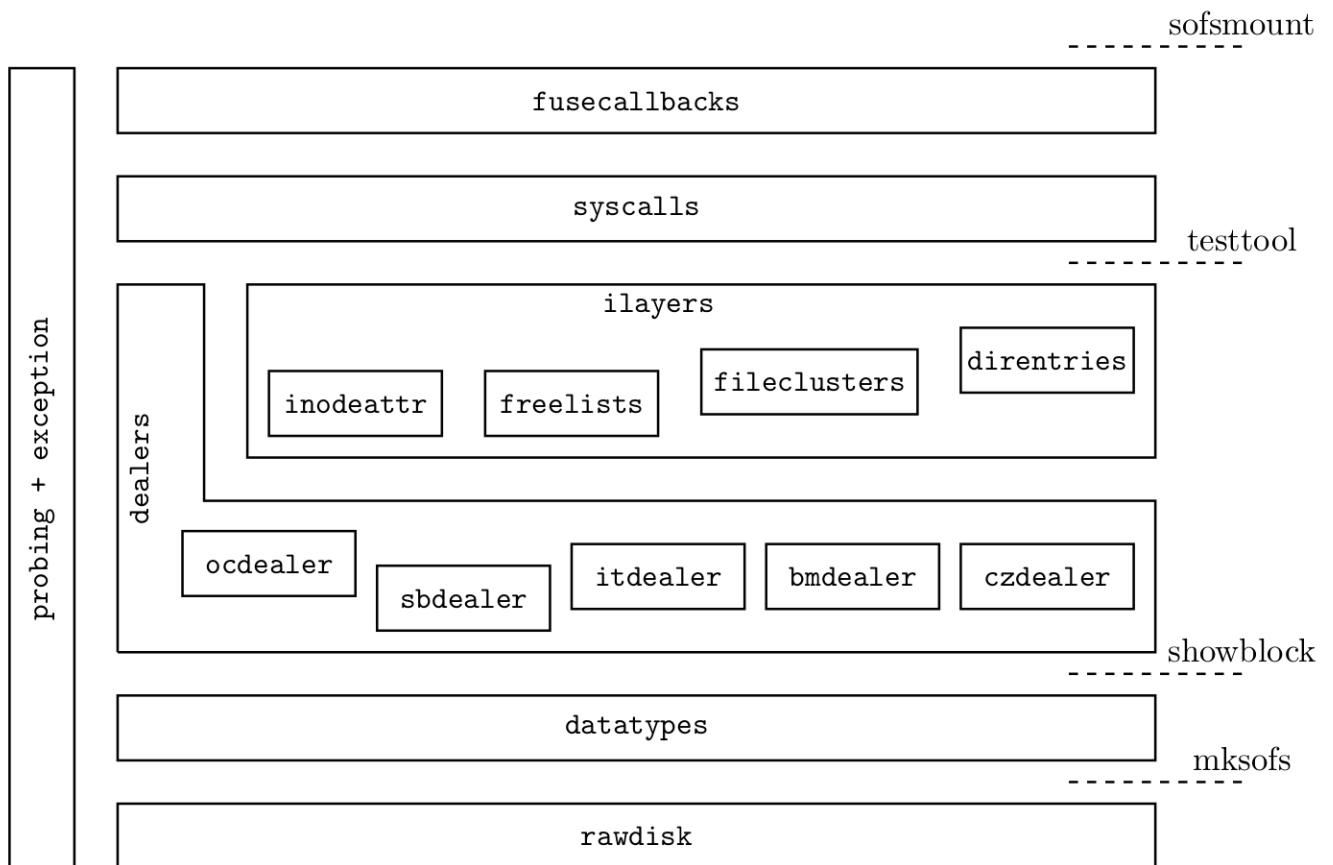 sofsmount
fusecallbacks
syscalls
testtool
probing + exception
dealers
ilayers
inodeattr
freelists
fileclusters
direntries
ocdealer
sbdealer
itdealer
bmdealer
czdealer
showblock
datatypes
mksofs
rawdisk